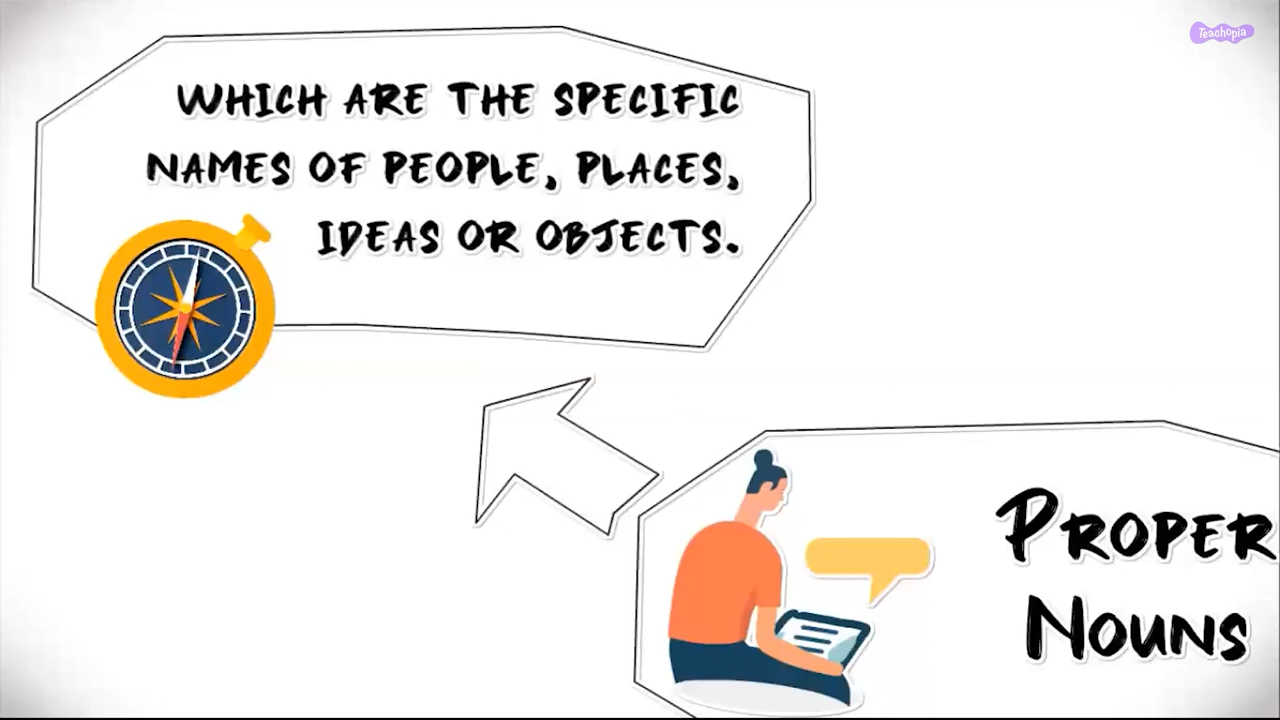 Teachopia
WHICH ARE THE SPECIFIC
NAMES OF PEOPLE, PLACES,
IDEAS OR OBJECTS.
PROPER
NOUNS